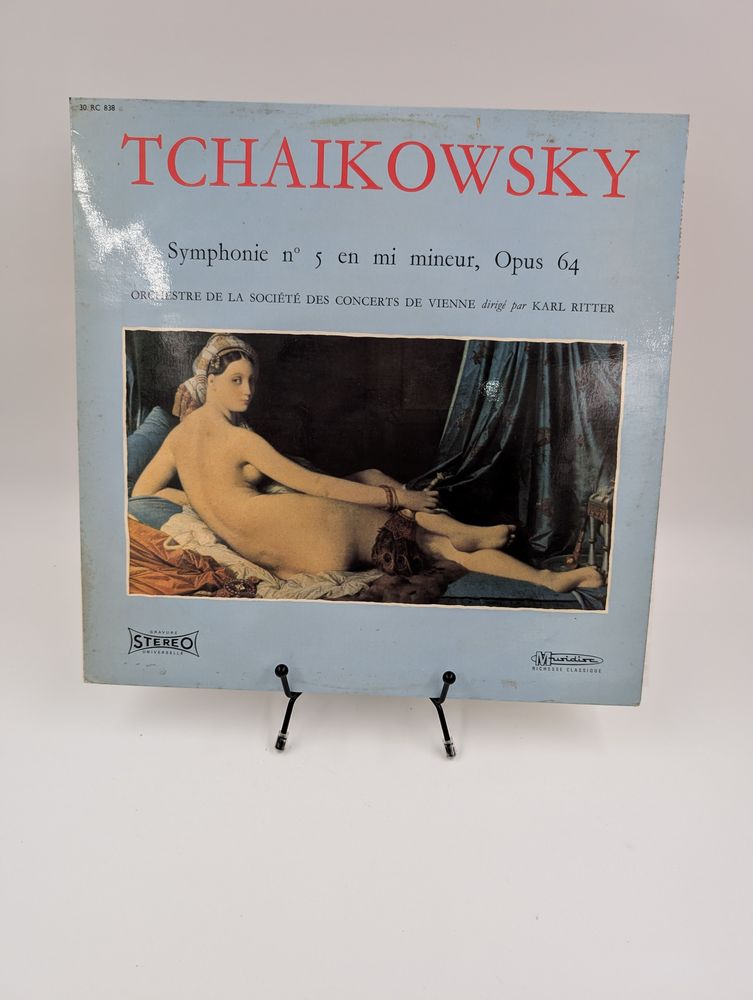 30 RC 838
TCHAIKOWSKY
Symphonie nº 5 en mi mineur, Opus 64
ORCHESTRE DE LA SOCIÉTÉ DES CONCERTS DE VIENNE dirigé par KARL RITTER
GRAVURE
STEREO
UNIVERSELLE
Musidisc
RICHESSE CLASSIQUE